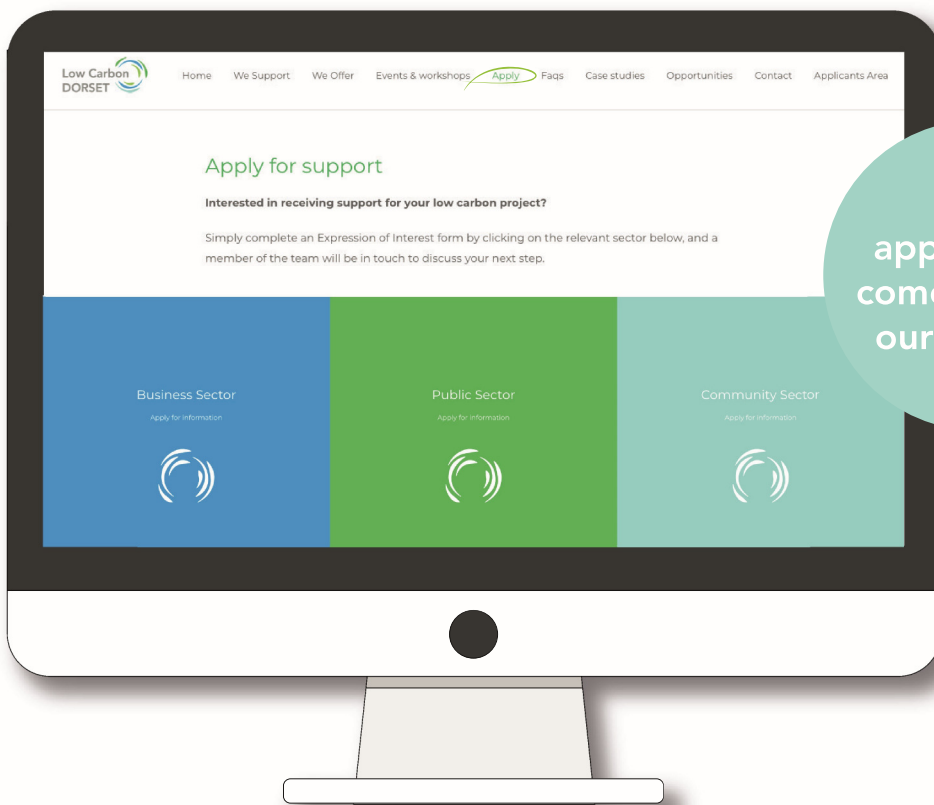 Low Carbon
DORSET
Home We Support We Offer Events & workshops Apply Faqs Case studies Opportunities Contact Applicants Area
Apply for support
Interested in receiving support for your low carbon project?
Simply complete an Expression of Interest form by clicking on the relevant sector below, and a
member of the team will be in touch to discuss your next step.
Business Sector
Apply for information
Public Sector
Apply for information
Community Sector
Apply for information
our